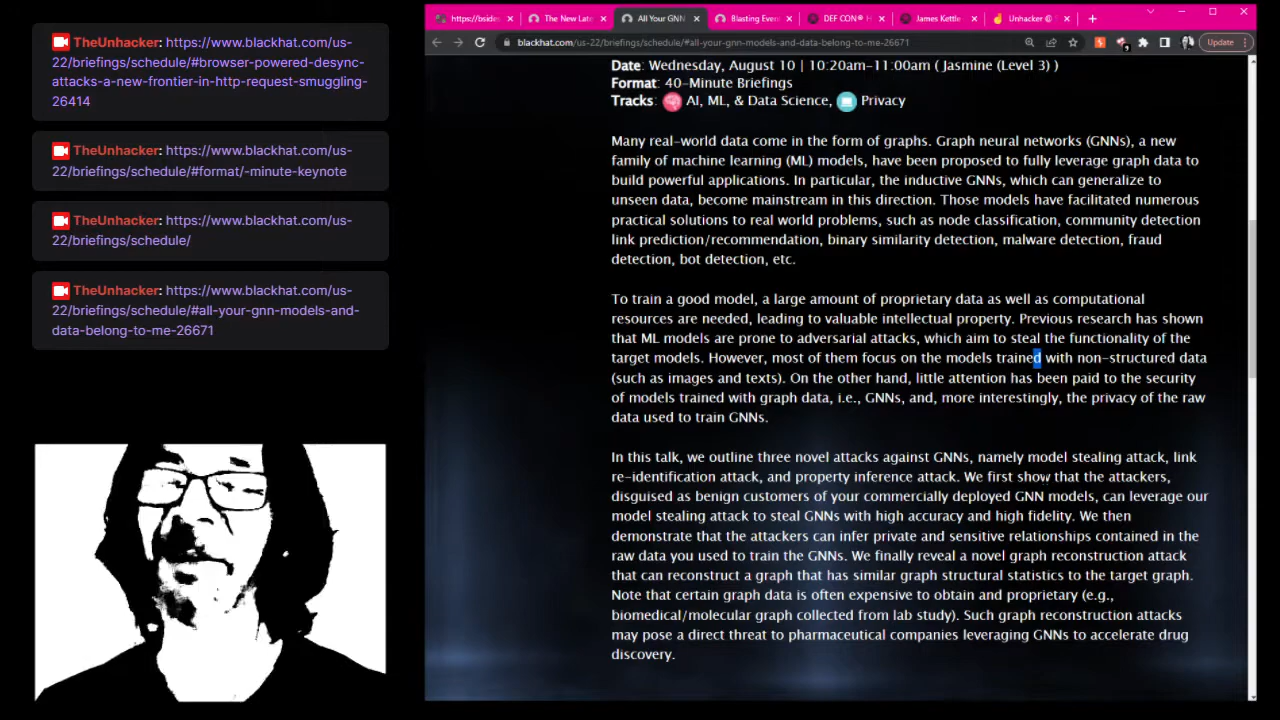 TheUnhacker: https://www.blackhat.com/us-
22/briefings/schedule/#browser-powered-desync-
attacks-a-new-frontier-in-http-request-smuggling-
26414
TheUnhacker: https://www.blackhat.com/us-
22/briefings/schedule/#format/-minute-keynote
TheUnhacker: https://www.blackhat.com/us-
22/briefings/schedule/
TheUnhacker: https://www.blackhat.com/us-
22/briefings/schedule/#all-your-gnn-models-and-
data-belong-to-me-26671
https://bsides
The New Late
All Your GNN
Blasting Even
DEF CON® H
James Kettle
Unhacker @
blackhat.com/us-22/briefings/schedule/#all-your-gnn-models-and-data-belong-to-me-26671
Update
Date: Wednesday, August 10 | 10:20am-11:00am ( Jasmine (Level 3) )
Format: 40-Minute Briefings
Tracks: AI, ML, & Data Science, Privacy
Many real-world data come in the form of graphs. Graph neural networks (GNNs), a new
family of machine learning (ML) models, have been proposed to fully leverage graph data to
build powerful applications. In particular, the inductive GNNs, which can generalize to
unseen data, become mainstream in this direction. Those models have facilitated numerous
practical solutions to real world problems, such as node classification, community detection
link prediction/recommendation, binary similarity detection, malware detection, fraud
detection, bot detection, etc.
To train a good model, a large amount of proprietary data as well as computational
resources are needed, leading to valuable intellectual property. Previous research has shown
that ML models are prone to adversarial attacks, which aim to steal the functionality of the
target models. However, most of them focus on the models trained with non-structured data
(such as images and texts). On the other hand, little attention has been paid to the security
of models trained with graph data, i.e., GNNs, and, more interestingly, the privacy of the raw
data used to train GNNs.
In this talk, we outline three novel attacks against GNNs, namely model stealing attack, link
re-identification attack, and property inference attack. We first show that the attackers,
disguised as benign customers of your commercially deployed GNN models, can leverage our
model stealing attack to steal GNNs with high accuracy and high fidelity. We then
demonstrate that the attackers can infer private and sensitive relationships contained in the
raw data you used to train the GNNs. We finally reveal a novel graph reconstruction attack
that can reconstruct a graph that has similar graph structural statistics to the target graph.
Note that certain graph data is often expensive to obtain and proprietary (e.g.,
biomedical/molecular graph collected from lab study). Such graph reconstruction attacks
may pose a direct threat to pharmaceutical companies leveraging GNNs to accelerate drug
discovery.